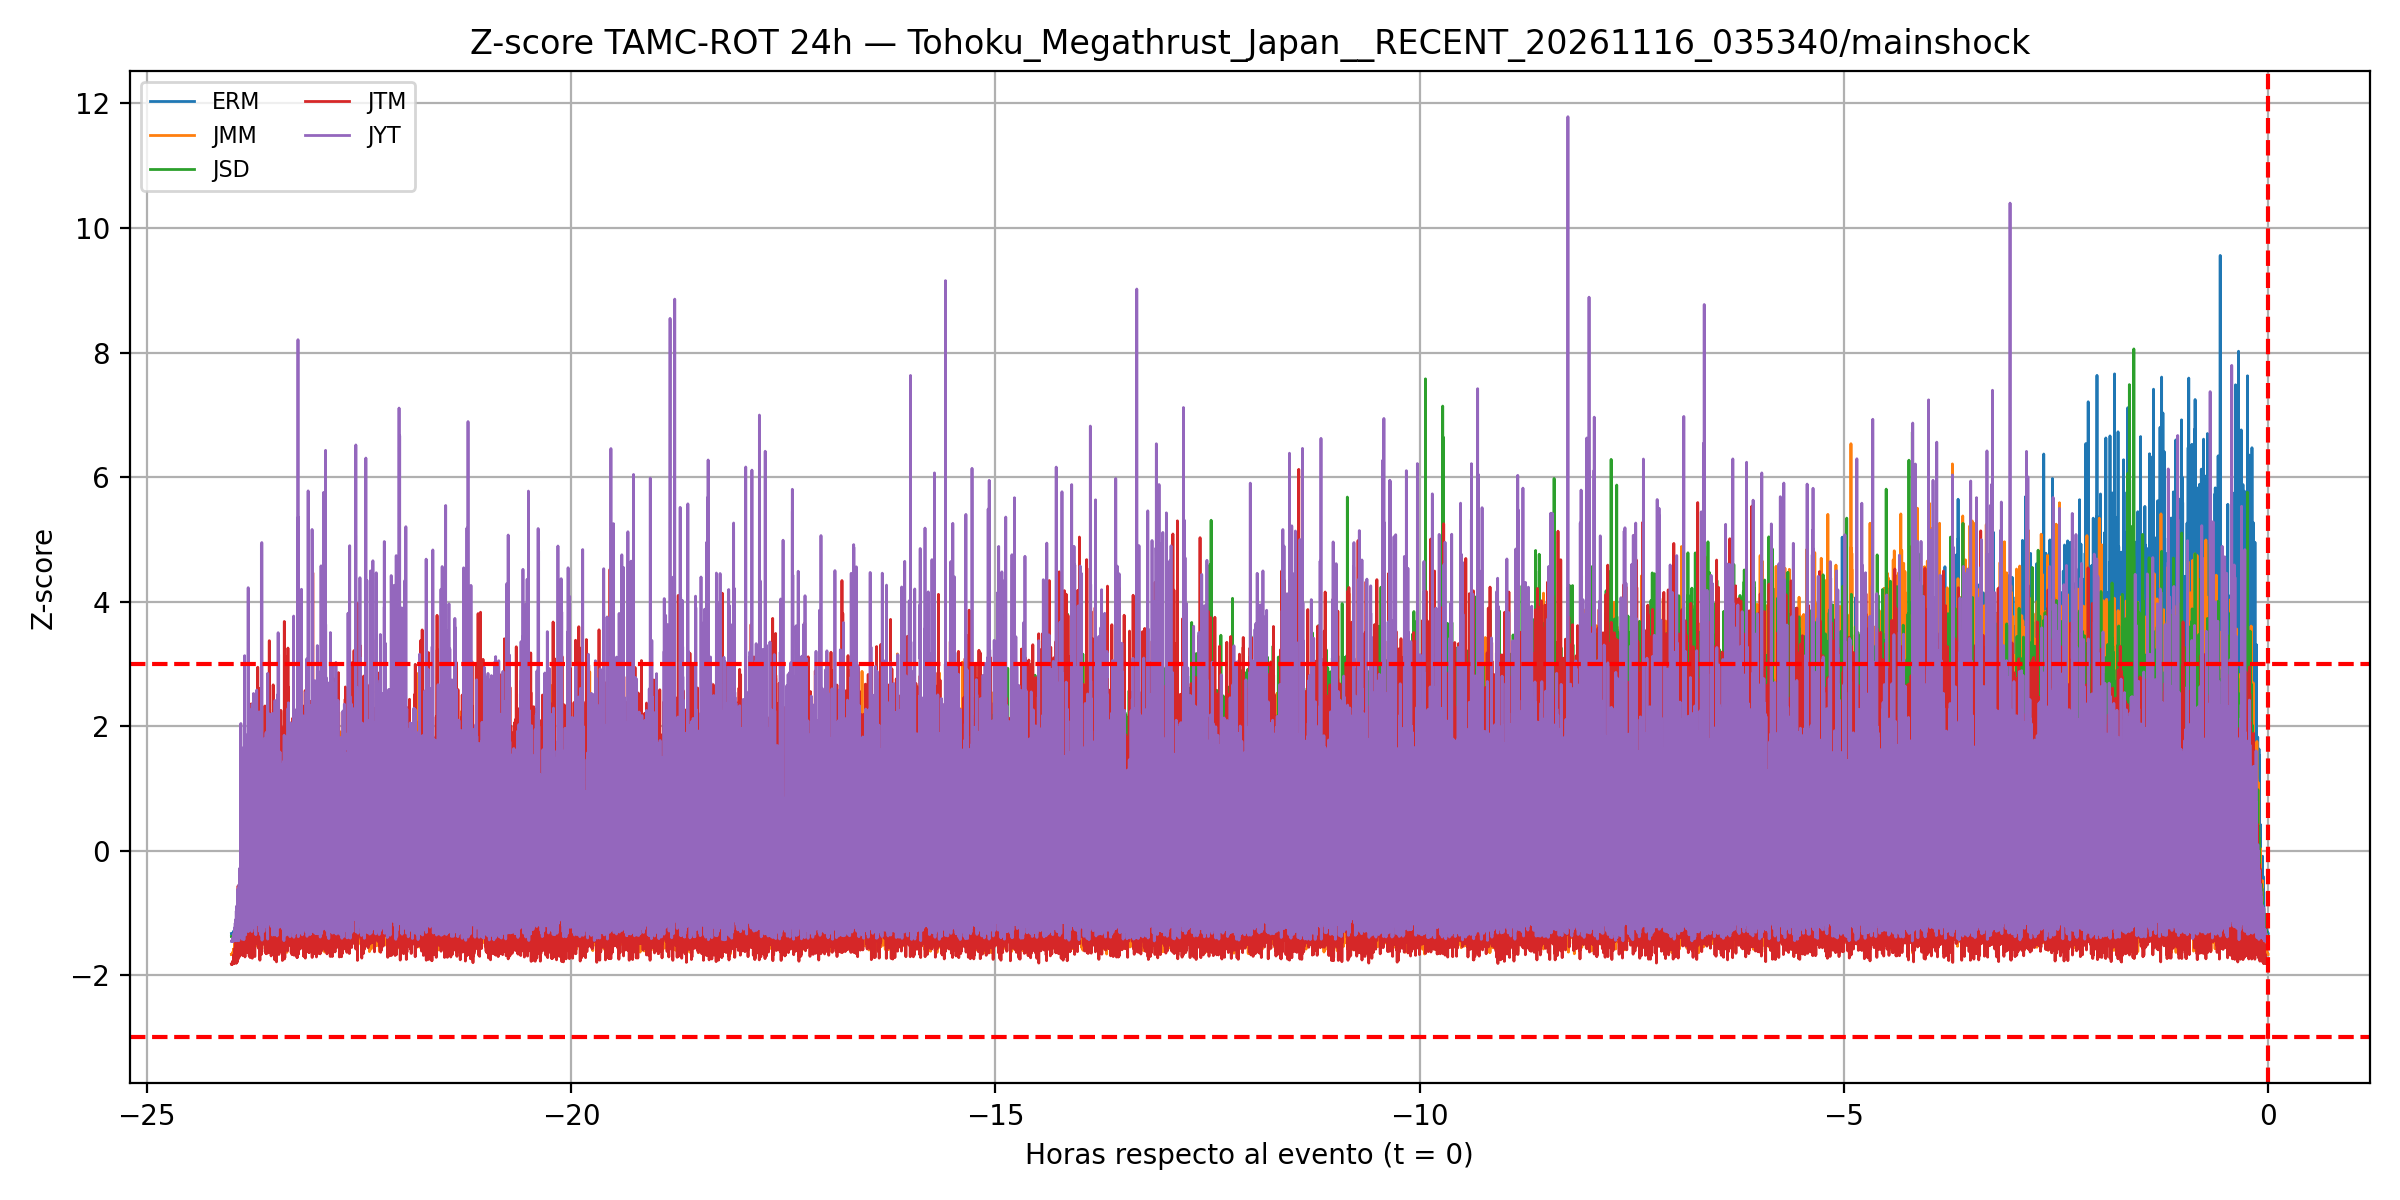 Z-score TAMC-ROT 24h — Tohoku_Megathrust_Japan__RECENT_20261116_035340/mainshock
ERM
JMM
JSD
JTM
JYT
12
10
8
6
4
2
0
−2
Z-score
−25
−20
−15
−10
−5
0
Horas respecto al evento (t = 0)